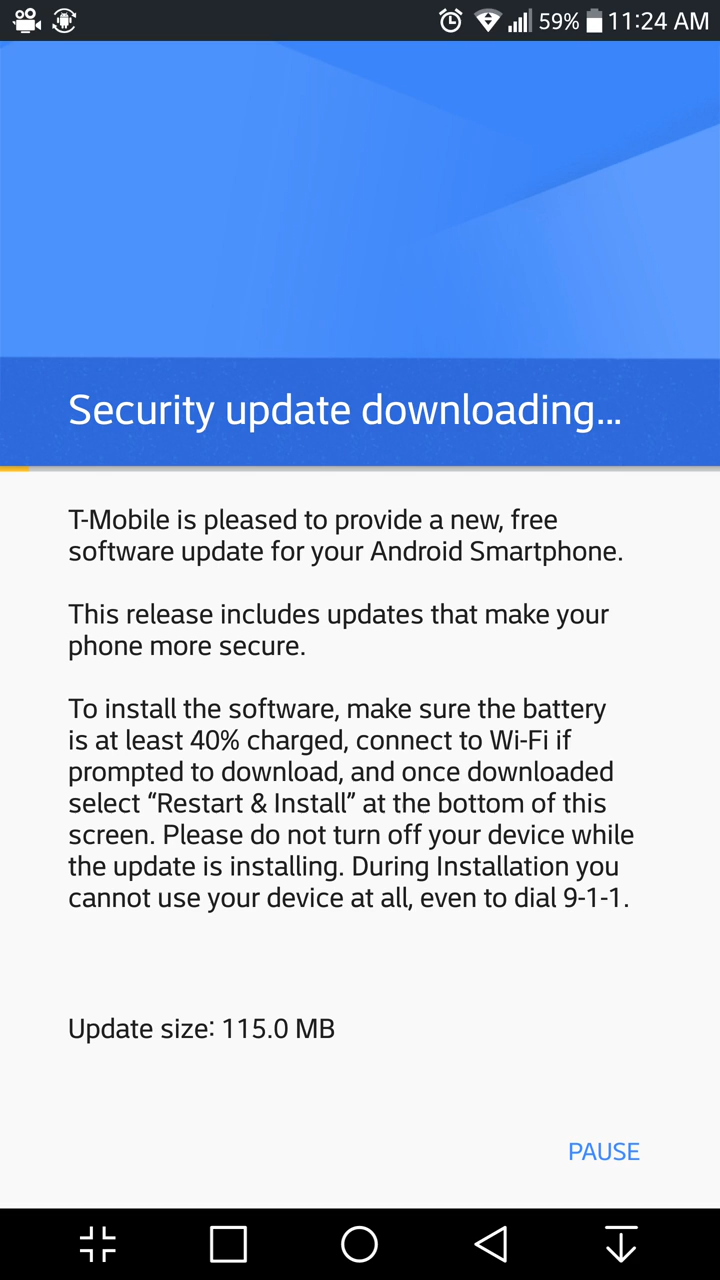 59% 11:24 AM
Security update downloading...
T-Mobile is pleased to provide a new, free
software update for your Android Smartphone.
This release includes updates that make your
phone more secure.
To install the software, make sure the battery
is at least 40% charged, connect to Wi-Fi if
prompted to download, and once downloaded
select “Restart & Install” at the bottom of this
screen. Please do not turn off your device while
the update is installing. During Installation you
cannot use your device at all, even to dial 9-1-1.
Update size: 115.0 MB
PAUSE